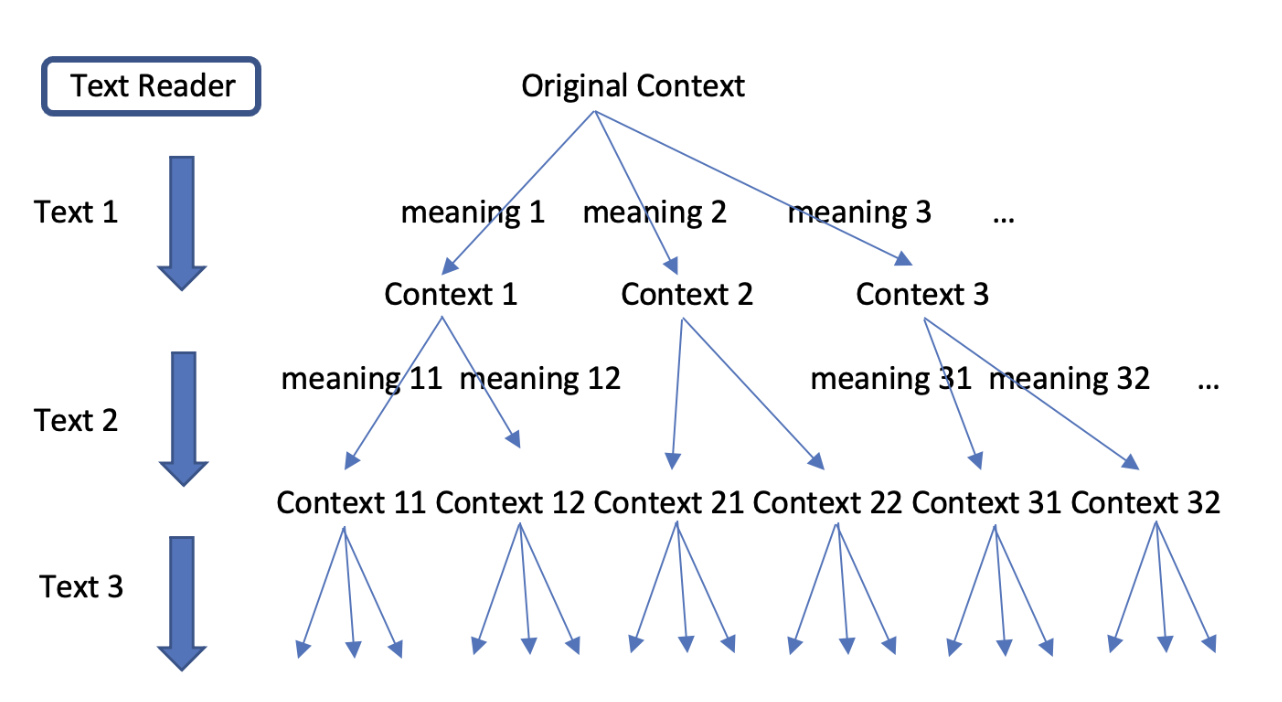 Text Reader
Original Context
Text 1
meaning 1 meaning 2 meaning 3 ...
Context 1 Context 2 Context 3
meaning 11 meaning 12 meaning 31 meaning 32 ...
Text 2
Context 11 Context 12 Context 21 Context 22 Context 31 Context 32
Text 3